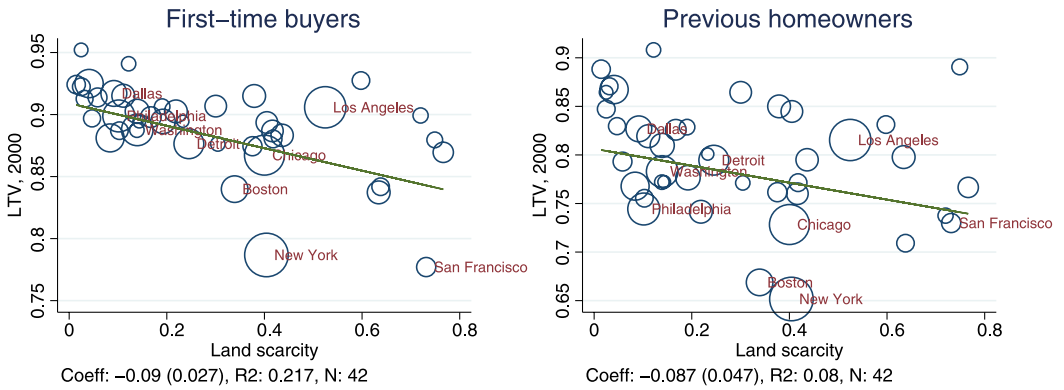 First−time buyers
LTV, 2000
0.95
0.9
0.85
0.8
0.75
Dallas
Philadelphia
Washington
Detroit
Los Angeles
Chicago
Boston
New York
San Francisco
0 0.2 0.4 0.6 0.8
Land scarcity
Coeff: −0.09 (0.027), R2: 0.217, N: 42
Previous homeowners
LTV, 2000
0.9
0.85
0.8
0.75
0.65
Dallas
Los Angeles
Detroit
Washington
Philadelphia
Chicago
San Francisco
Boston
New York
0 0.2 0.4 0.6 0.8
Land scarcity
Coeff: −0.087 (0.047), R2: 0.08, N: 42